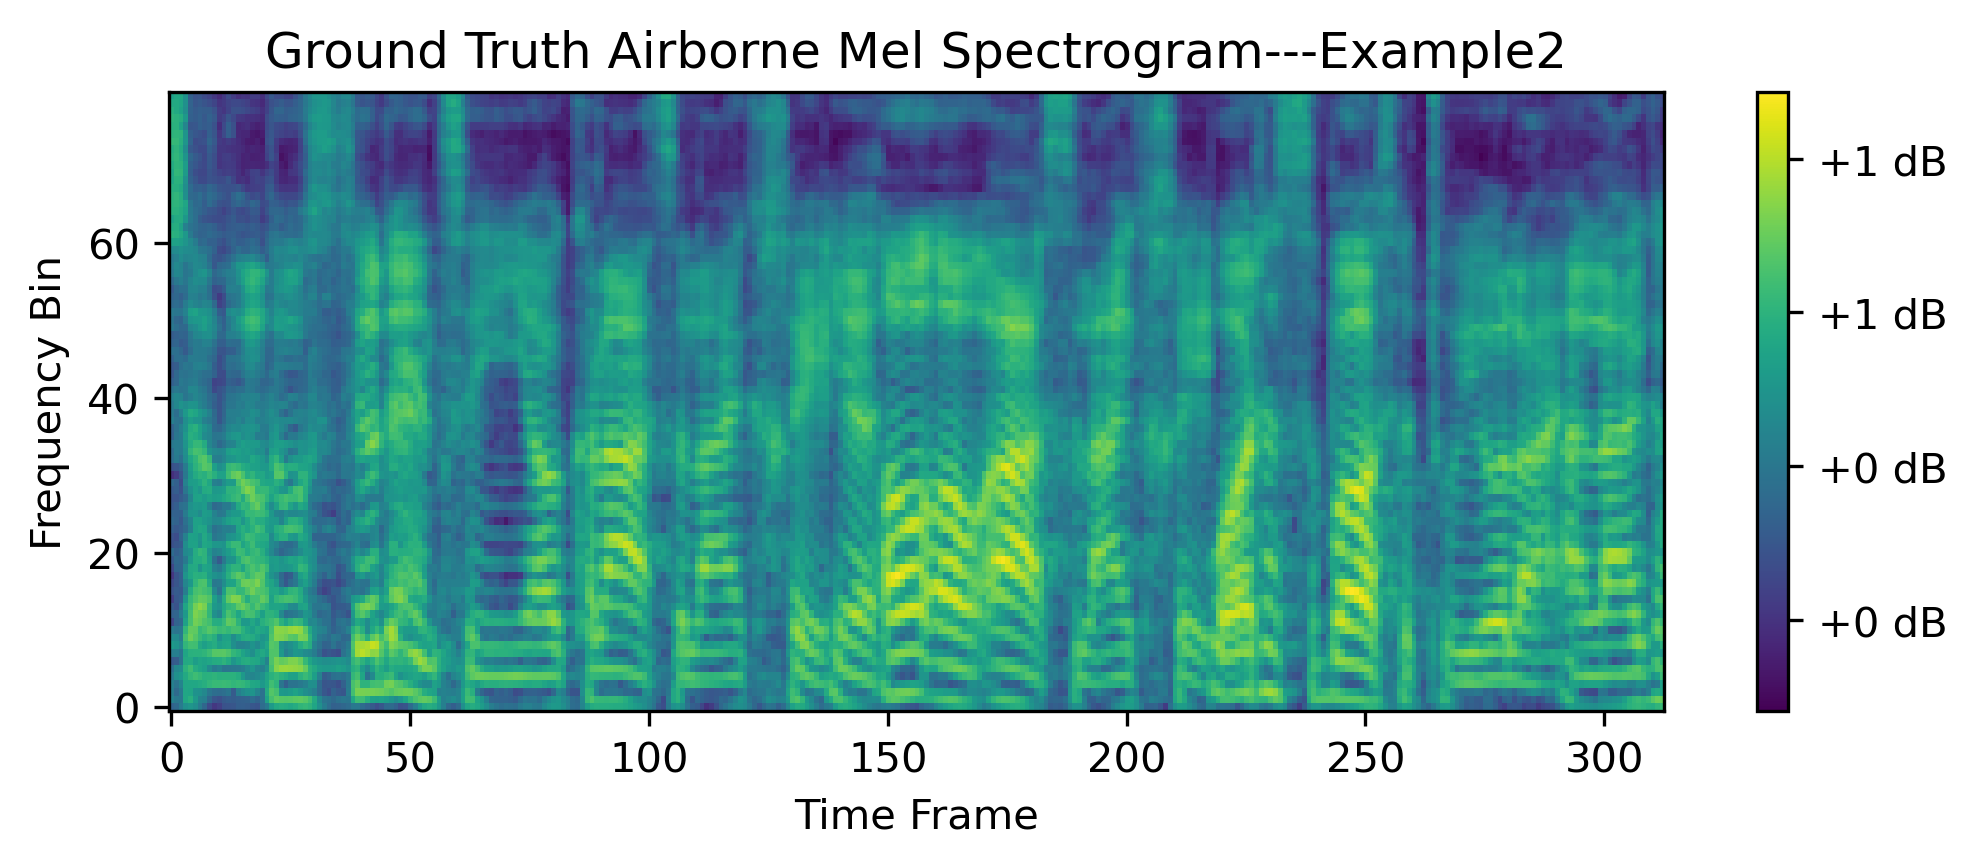 Ground Truth Airborne Mel Spectrogram---Example2
Frequency Bin
60
40
20
0
0 50 100 150 200 250 300
Time Frame
+1 dB
+1 dB
+0 dB
+0 dB